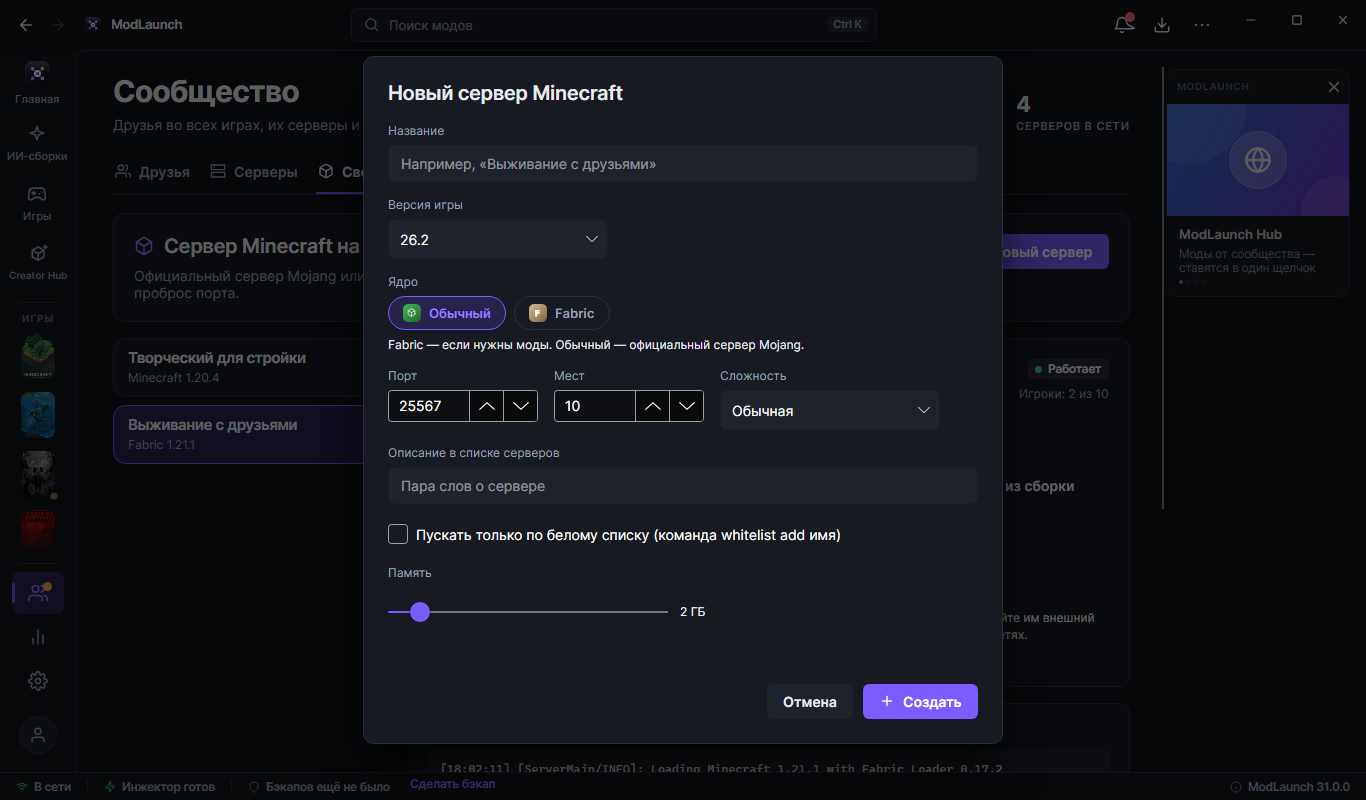 ModLaunch
Поиск модов
Ctrl K
Главная
ИИ-сборки
Игры
Creator Hub
ИГРЫ
Сообщество
Друзья во всех играх, их серверы и
4
СЕРВЕРОВ В СЕТИ
Друзья
Серверы
Сервер Minecraft на
Официальный сервер Mojang или
проброс порта.
овый сервер
Творческий для стройки
Minecraft 1.20.4
Выживание с друзьями
Fabric 1.21.1
Работает
Игроки: 2 из 10
из сборки
йте им внешний
етях.
MODLAUNCH
ModLaunch Hub
Моды от сообщества —
ставятся в один щелчок
Новый сервер Minecraft
Название
Например, «Выживание с друзьями»
Версия игры
26.2
Ядро
Обычный
F
Fabric
Fabric — если нужны моды. Обычный — официальный сервер Mojang.
Порт
Мест
Сложность
25567
10
Обычная
Описание в списке серверов
Пара слов о сервере
Пускать только по белому списку (команда whitelist add имя)
Память
2 ГБ
Отмена
Создать
[18:02:11] [ServerMain/INFO]: Loading Minecraft 1.21.1 with Fabric Loader 0.17.2
В сети
Инжектор готов
Бэкапов ещё не было
Сделать бэкап
ModLaunch 31.0.0